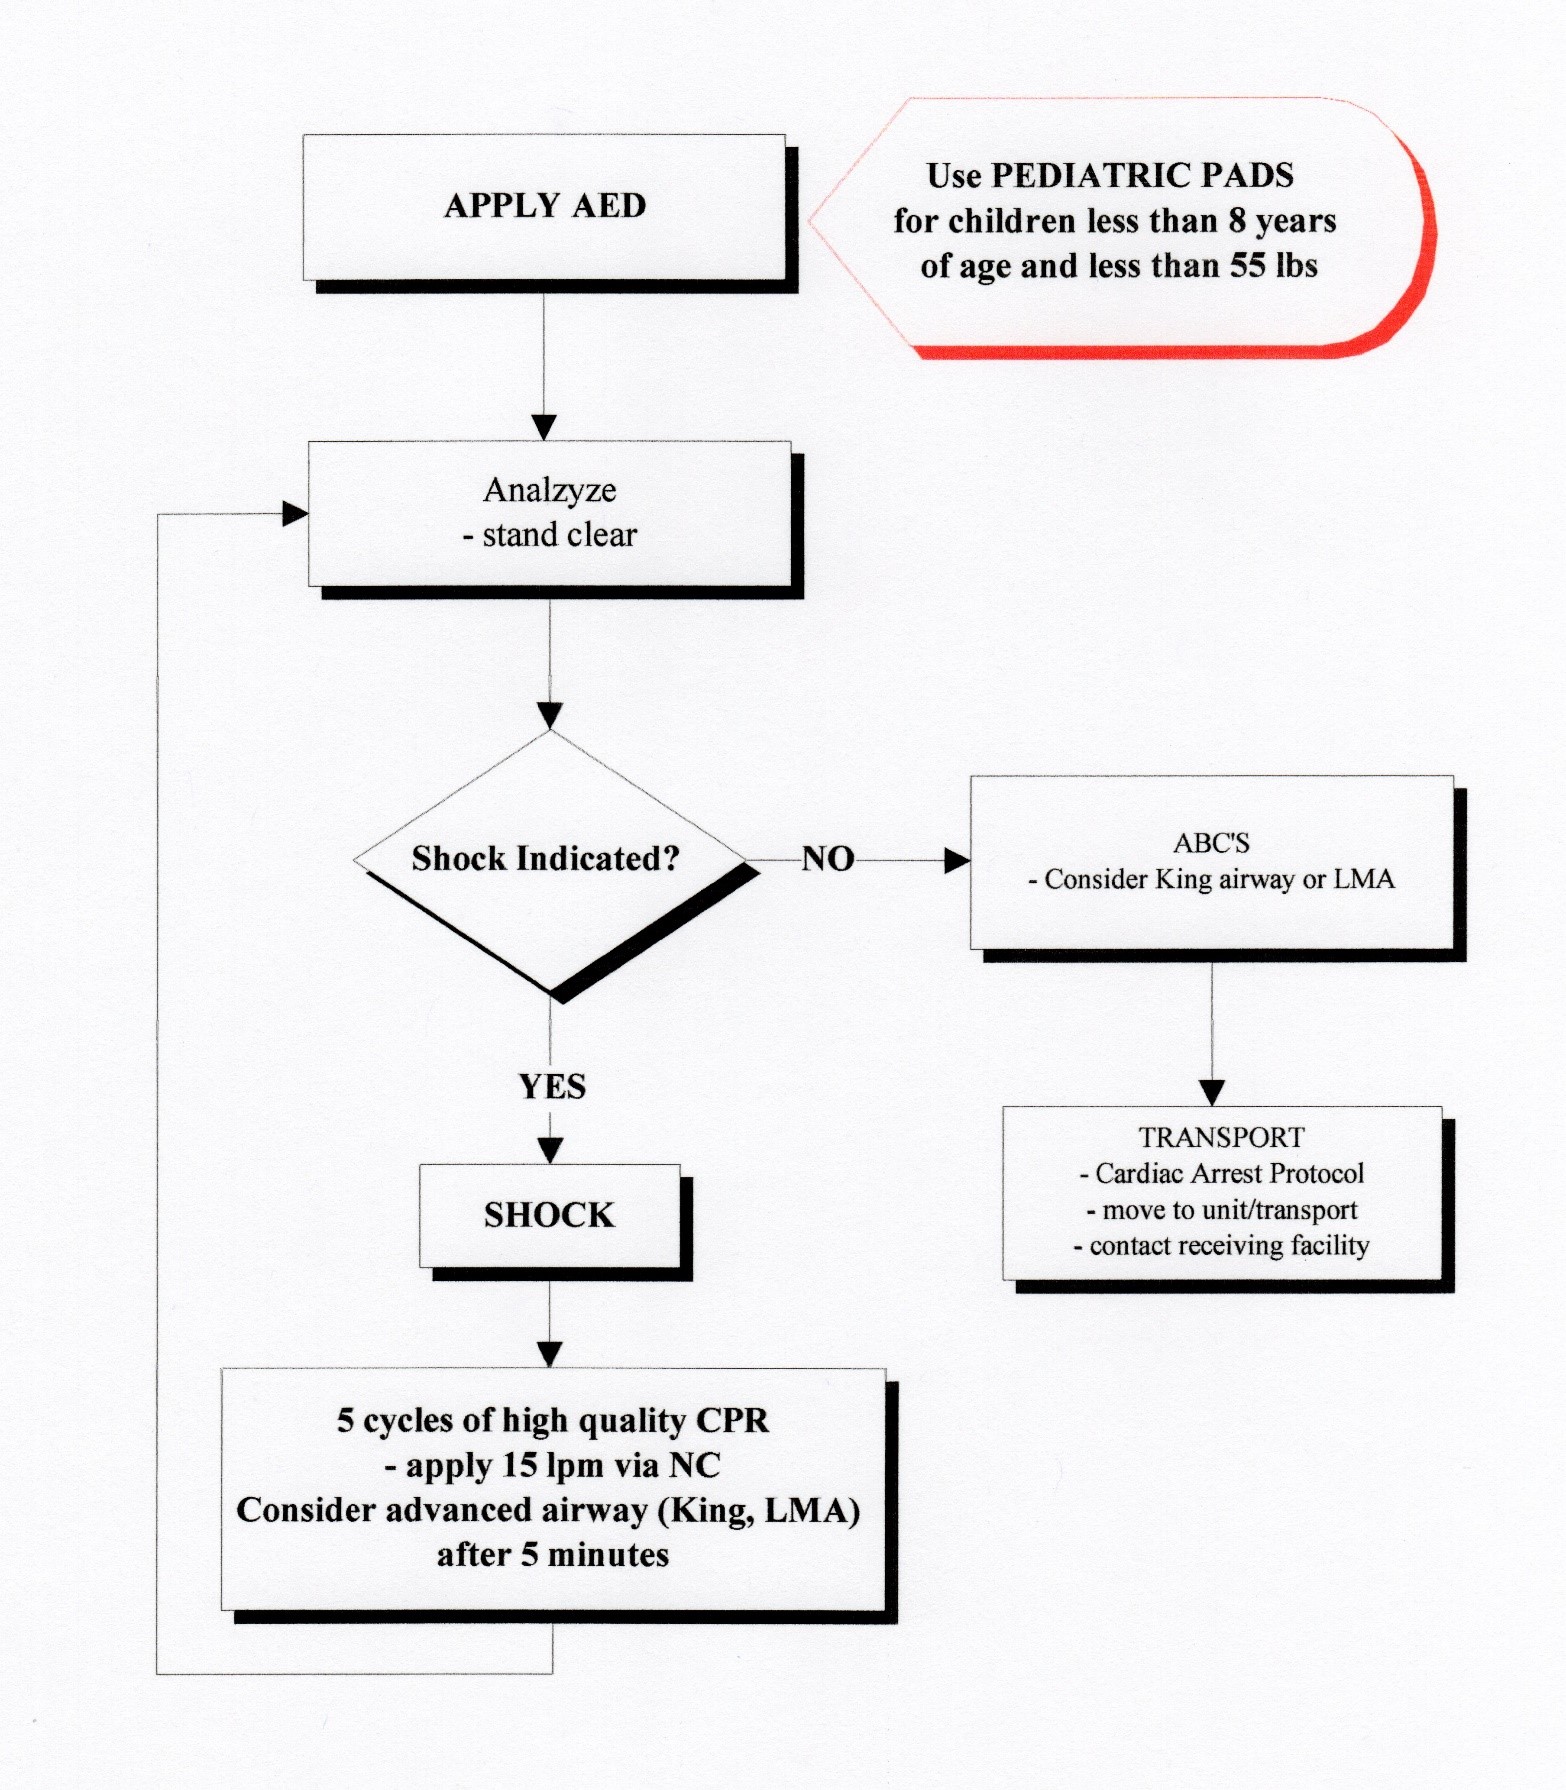 APPLY AED
Use PEDIATRIC PADS
for children less than 8 years
of age and less than 55 lbs
Analzyze
- stand clear
Shock Indicated?
NO
ABC'S
- Consider King airway or LMA
YES
TRANSPORT
- Cardiac Arrest Protocol
- move to unit/transport
- contact receiving facility
SHOCK
5 cycles of high quality CPR
- apply 15 lpm via NC
Consider advanced airway (King, LMA)
after 5 minutes